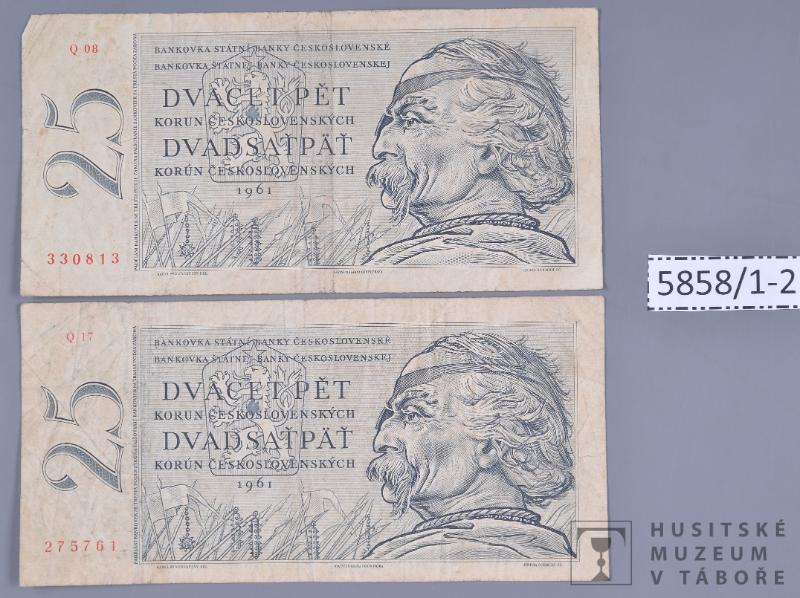 Q 08
BANKOVKA STÁTNÍ BANKY ČESKOSLOVENSKÉ
BANKOVKA ŠTÁTNEJ BANKY ČESKOSLOVENSKEJ
DVACET PĚT
KORUN ČESKOSLOVENSKÝCH
DVADSAŤPÄŤ
KORÚN ČESKOSLOVENSKÝCH
1961
25
330813
5858/1-2
Q 17
BANKOVKA STÁTNÍ BANKY ČESKOSLOVENSKÉ
BANKOVKA ŠTÁTNEJ BANKY ČESKOSLOVENSKEJ
DVACET PĚT
KORUN ČESKOSLOVENSKÝCH
DVADSAŤPÄŤ
KORÚN ČESKOSLOVENSKÝCH
1961
25
275761
HUSITSKÉ
MUZEUM
V TÁBOŘE